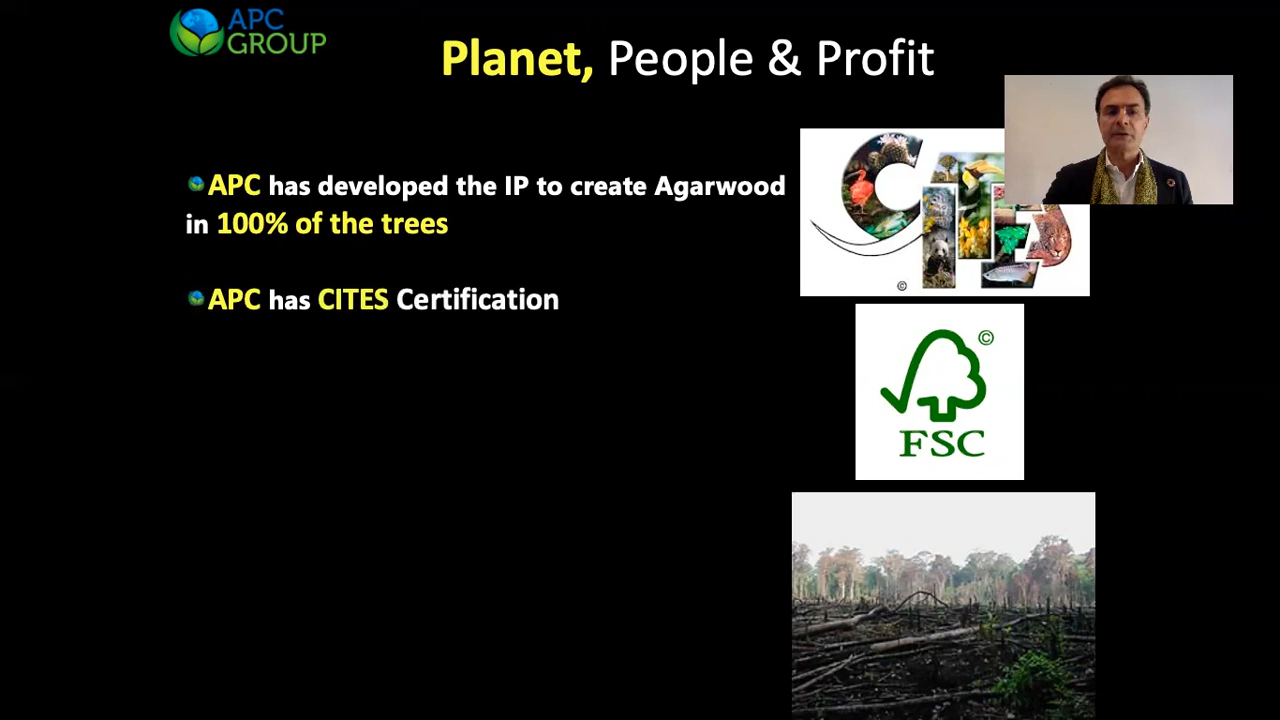 APC
GROUP
Planet, People & Profit
APC has developed the IP to create Agarwood
in 100% of the trees
APC has CITES Certification
CITES
©
©
FSC